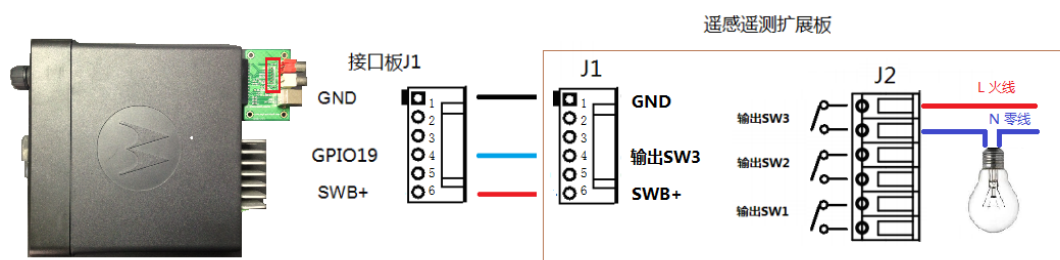 遥感遥测扩展板
接口板J1
J1
J2
GND
1
2
3
4
5
6
GPIO19
SWB+
1
2
3
4
5
6
GND
输出SW3
SWB+
输出SW3
输出SW2
输出SW1
L 火线
N 零线